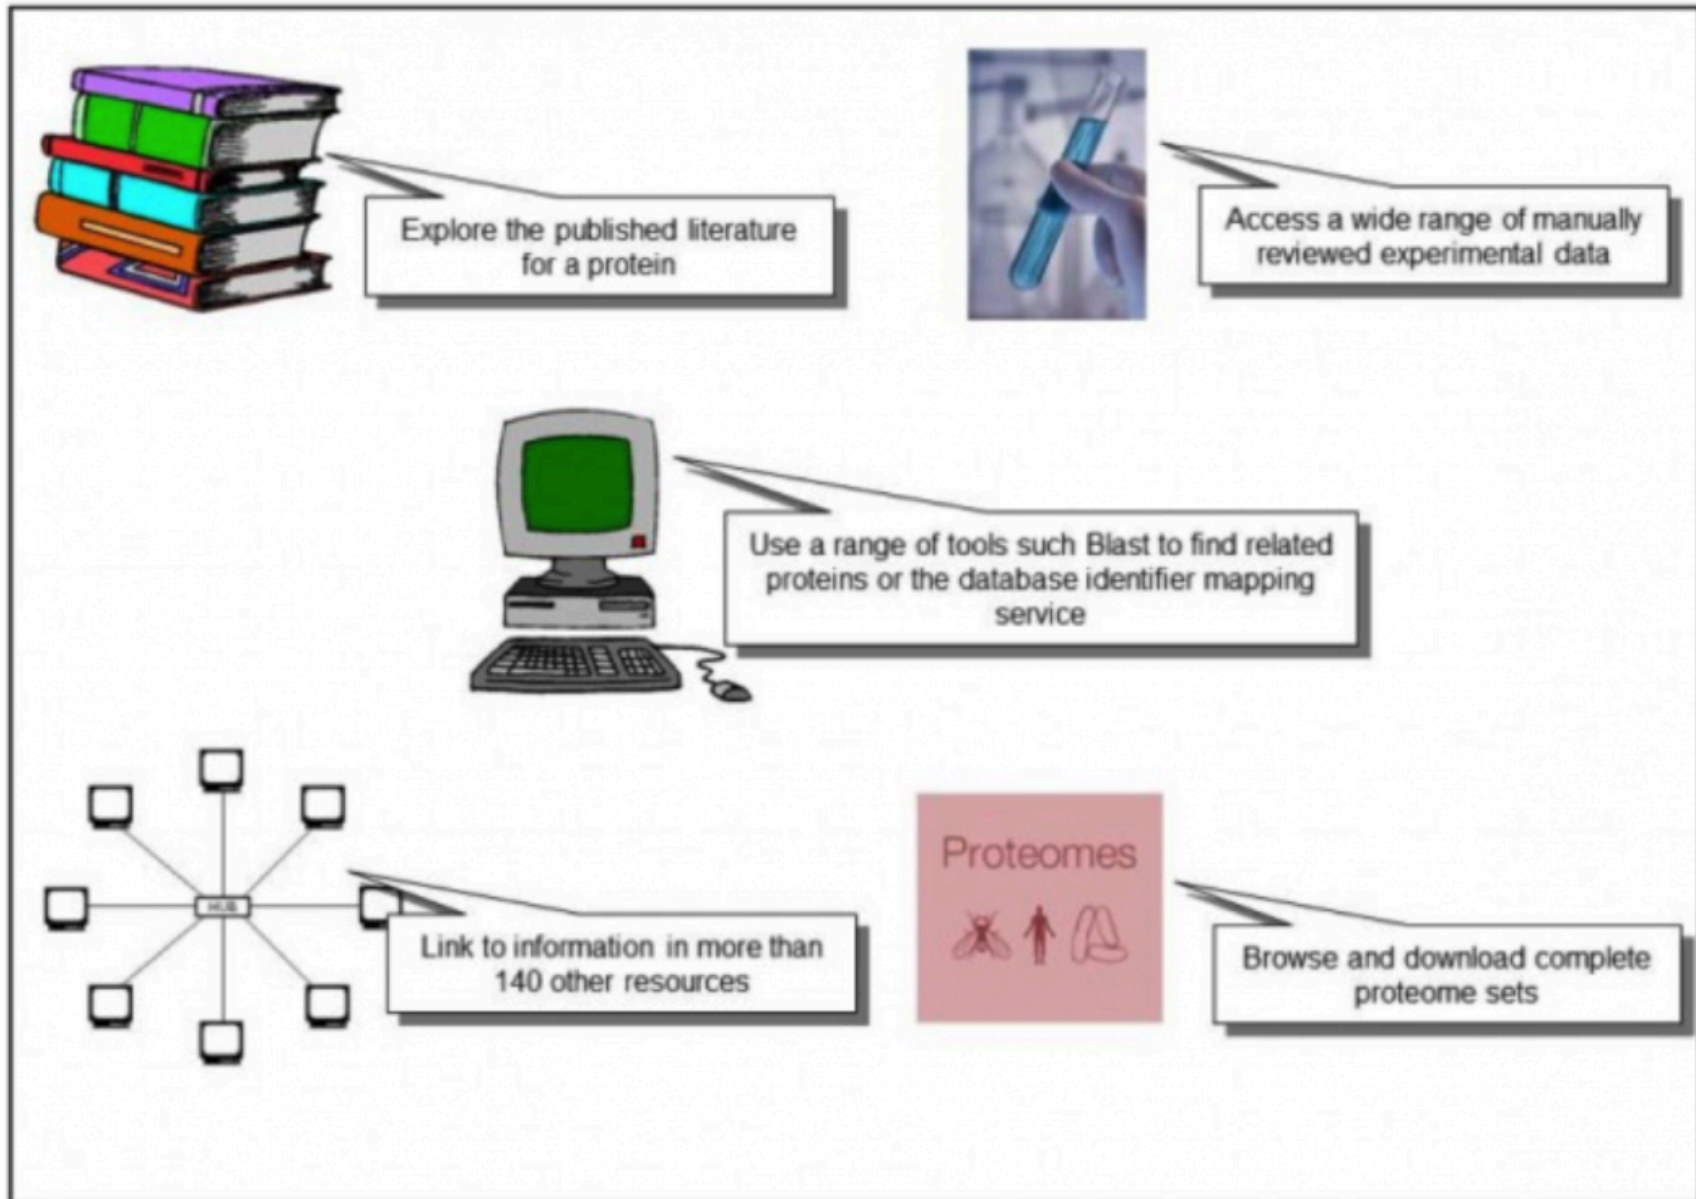 Explore the published literature
for a protein
Access a wide range of manually
reviewed experimental data
Use a range of tools such Blast to find related
proteins or the database identifier mapping
service
HUB
Link to information in more than
140 other resources
Proteomes
Browse and download complete
proteome sets